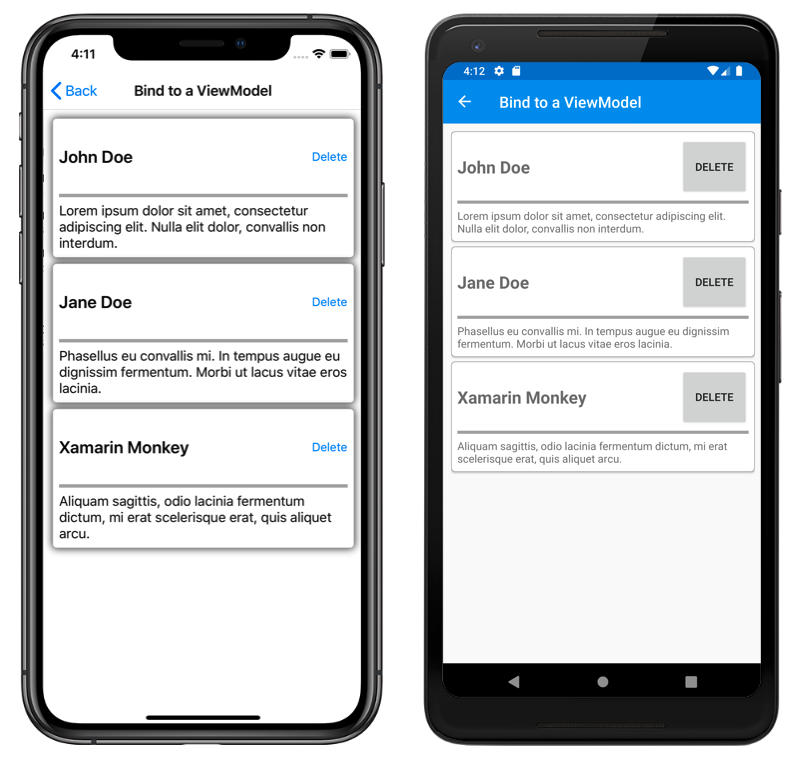 4:11
Back
Bind to a ViewModel
John Doe
Delete
Lorem ipsum dolor sit amet, consectetur
adipiscing elit. Nulla elit dolor, convallis non
interdum.
Jane Doe
Delete
Phasellus eu convallis mi. In tempus augue eu
dignissim fermentum. Morbi ut lacus vitae eros
lacinia.
Xamarin Monkey
Delete
Aliquam sagittis, odio lacinia fermentum
dictum, mi erat scelerisque erat, quis aliquet
arcu.
4:12
Bind to a ViewModel
John Doe
DELETE
Lorem ipsum dolor sit amet, consectetur adipiscing elit.
Nulla elit dolor, convallis non interdum.
Jane Doe
DELETE
Phasellus eu convallis mi. In tempus augue eu dignissim
fermentum. Morbi ut lacus vitae eros lacinia.
Xamarin Monkey
DELETE
Aliquam sagittis, odio lacinia fermentum dictum, mi erat
scelerisque erat, quis aliquet arcu.